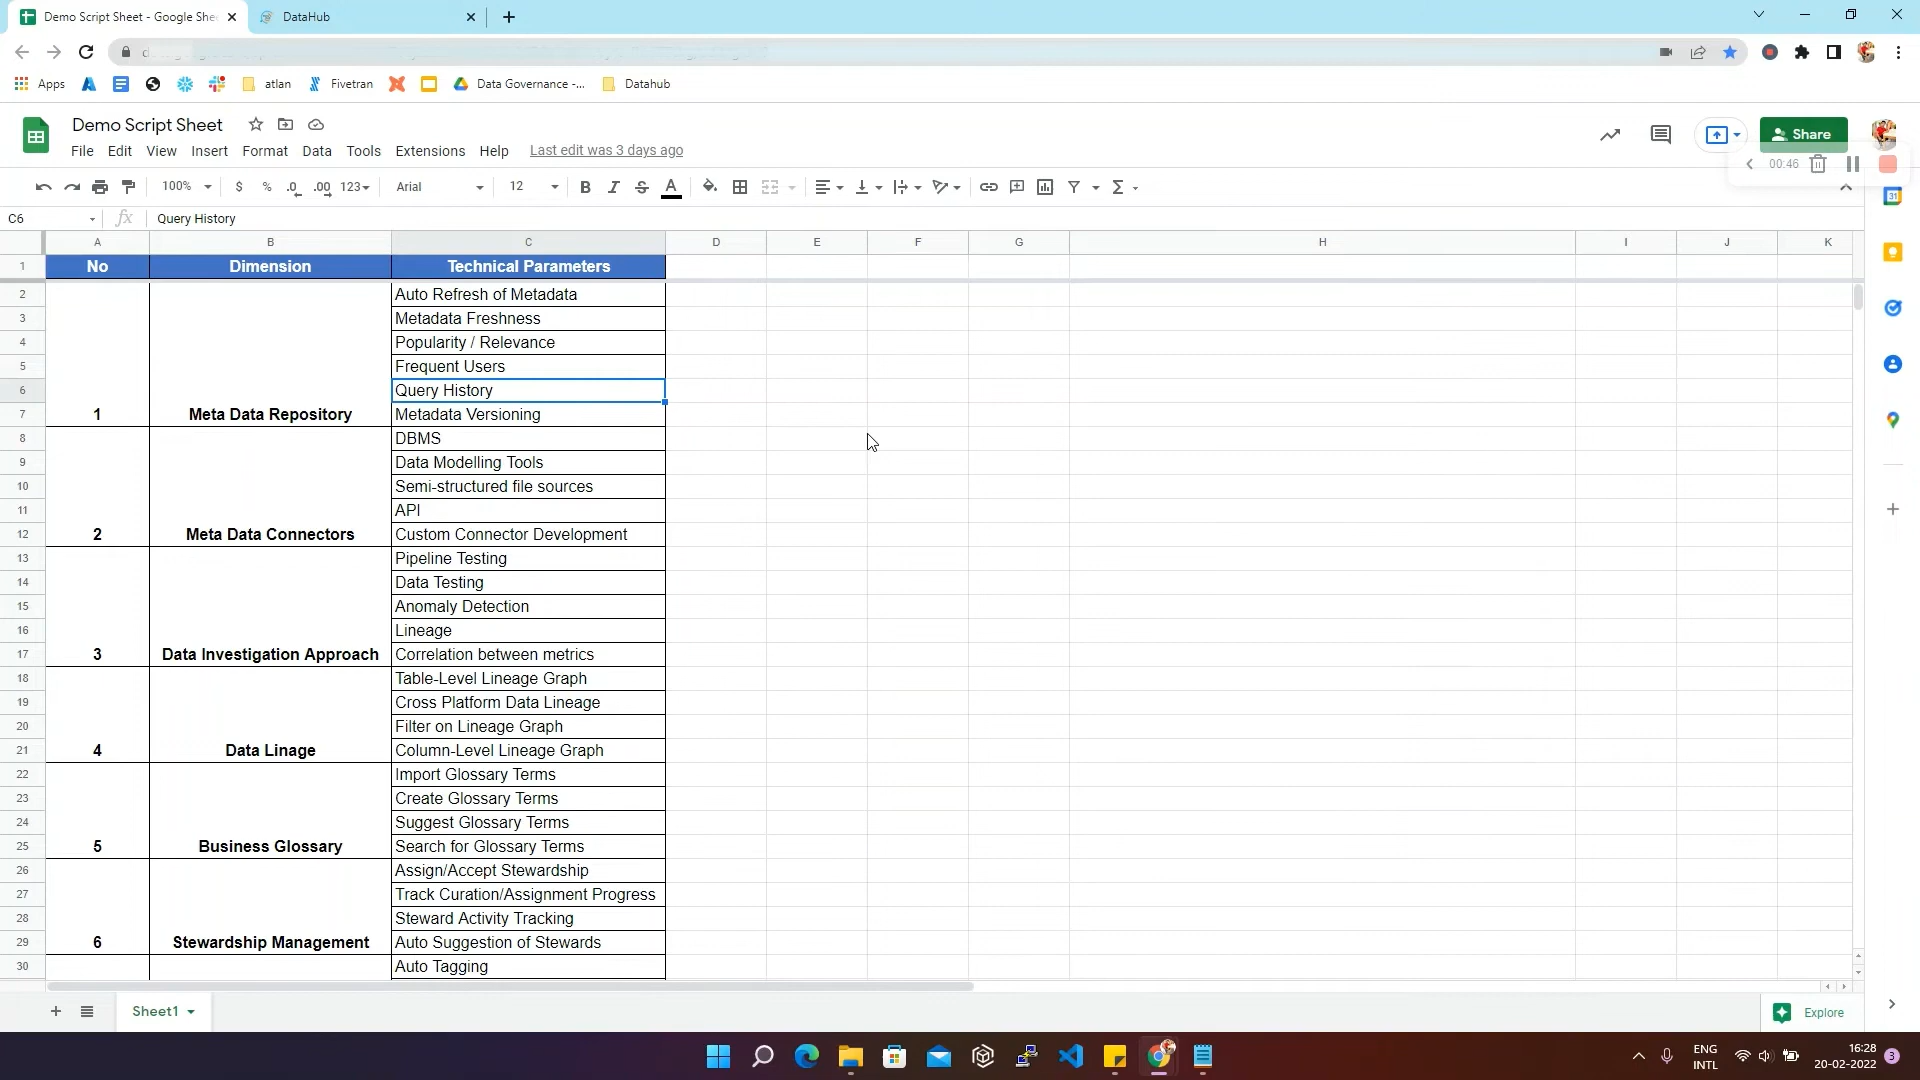 Demo Script Sheet - Google She
DataHub
Apps
atlan
Fivetran
Data Governance -...
Datahub
Demo Script Sheet
File Edit View Insert Format Data Tools Extensions Help Last edit was 3 days ago
Share
00:46
100% $ % .0 .00 123 Arial 12 B I S A
C6 fx Query History
A B C D E F G H I J K
1 No Dimension Technical Parameters
2 Auto Refresh of Metadata
3 Metadata Freshness
4 Popularity / Relevance
5 Frequent Users
6 Query History
7 1 Meta Data Repository Metadata Versioning
8 DBMS
9 Data Modelling Tools
10 Semi-structured file sources
11 API
12 2 Meta Data Connectors Custom Connector Development
13 Pipeline Testing
14 Data Testing
15 Anomaly Detection
16 Lineage
17 3 Data Investigation Approach Correlation between metrics
18 Table-Level Lineage Graph
19 Cross Platform Data Lineage
20 Filter on Lineage Graph
21 4 Data Linage Column-Level Lineage Graph
22 Import Glossary Terms
23 Create Glossary Terms
24 Suggest Glossary Terms
25 5 Business Glossary Search for Glossary Terms
26 Assign/Accept Stewardship
27 Track Curation/Assignment Progress
28 Steward Activity Tracking
29 6 Stewardship Management Auto Suggestion of Stewards
30 Auto Tagging
Sheet1
Explore
ENG
INTL
16:28
20-02-2022
3
31